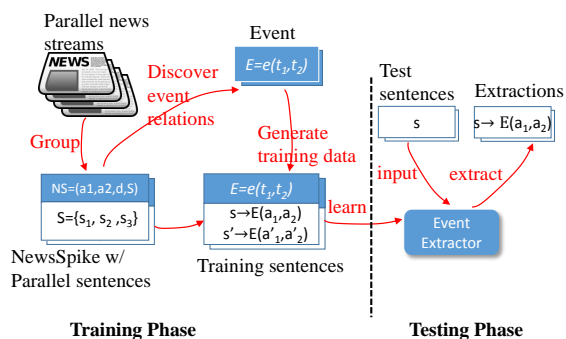 Parallel news
streams
NEWS
Group
Discover
event
relations
Event
E=e(t₁,t₂)
Generate
training data
NS=(a1,a2,d,S)
S={s₁, s₂ ,s₃}
NewsSpike w/
Parallel sentences
E=e(t₁,t₂)
s→E(a₁,a₂)
s'→E(a'₁,a'₂)
Training sentences
learn
Test
sentences
s
Extractions
s→ E(a₁,a₂)
input
extract
Event
Extractor
Training Phase
Testing Phase